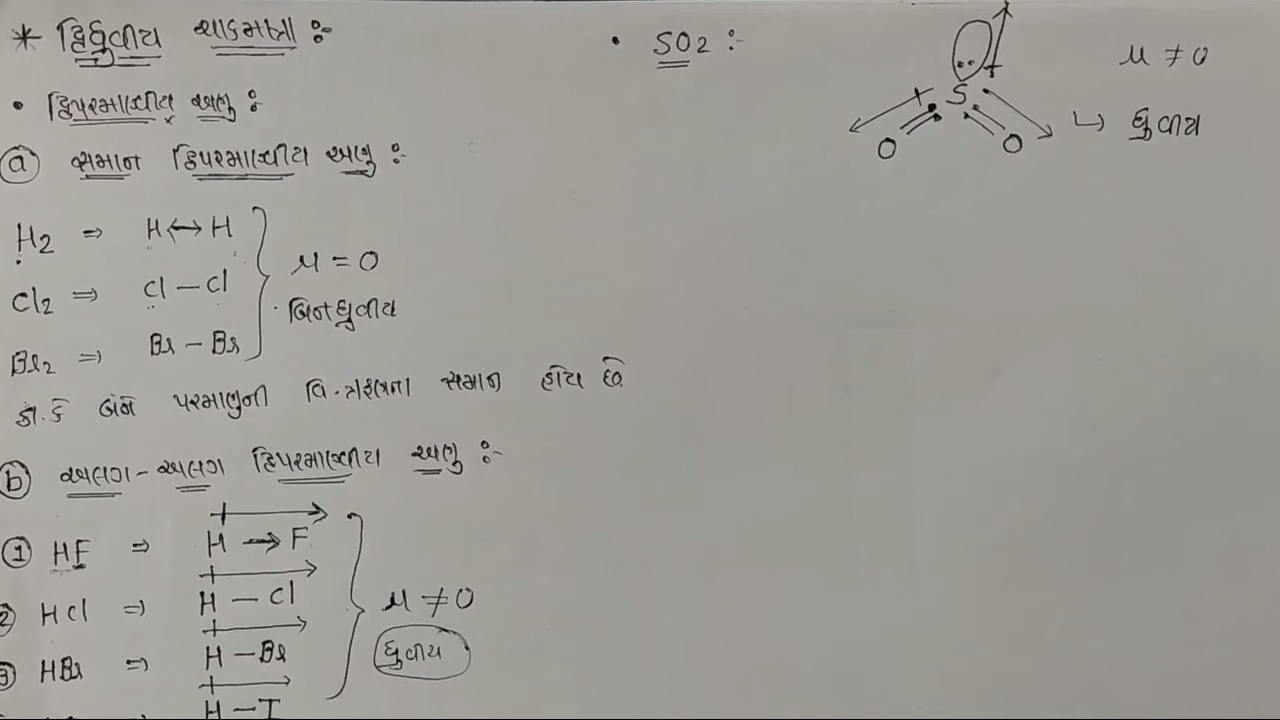 * દ્વિધ્રુવીય ચાકમાત્રા :-
• દ્વિપરમાણ્વીય અણુ :-
(a) સમાન દ્વિપરમાણ્વીય અણુ :-
H2 ⇒ H ↔ H
Cl2 ⇒ Cl – Cl
μ = 0
બિનધ્રુવીય
Br2 ⇒ Br – Br
કા.કે બંને પરમાણુની વિ.ઋણતા સમાન હોય છે
(b) અલગ-અલગ દ્વિપરમાણ્વીય અણુ :-
(1) HF ⇒ H → F
(2) HCl ⇒ H – Cl
μ ≠ 0
(3) HBr ⇒ H – Br
ધ્રુવીય
H – I
• SO2 :-
S
O O
μ ≠ 0
↳ ધ્રુવીય